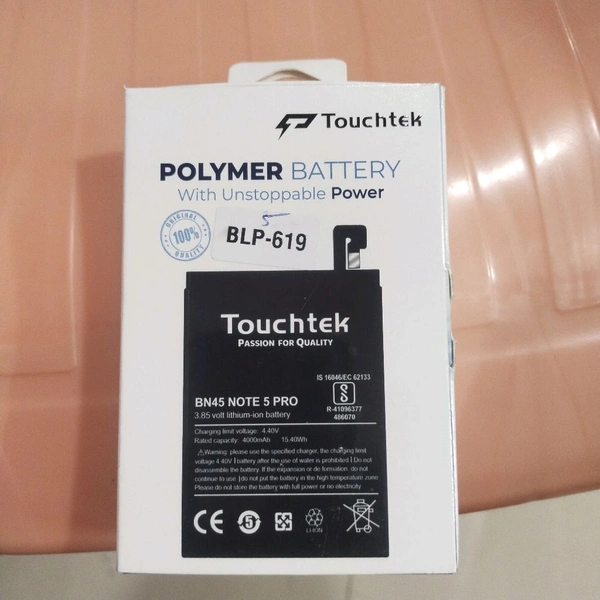 Touchtek
POLYMER BATTERY
With Unstoppable Power
ORIGINAL
100%
QUALITY
5
BLP-619
Touchtek
PASSION FOR QUALITY
IS 16046/IEC 62133
R-41096377
486070
BN45 NOTE 5 PRO
3.85 volt lithium-ion battery
Charging limit voltage: 4.40V
Rated capacity: 4000mAh 15.40Wh
Warning: please use the specified charger, the charging limit
voltage 4.40V | battery after the use of water is prohibited | Do not
disassemble the battery. If the expansion or de formation. do not
continue to use | do not put the battery in the high temperature zone
Please do not store the battery with full power or no electricity
CE
5
LI-ION